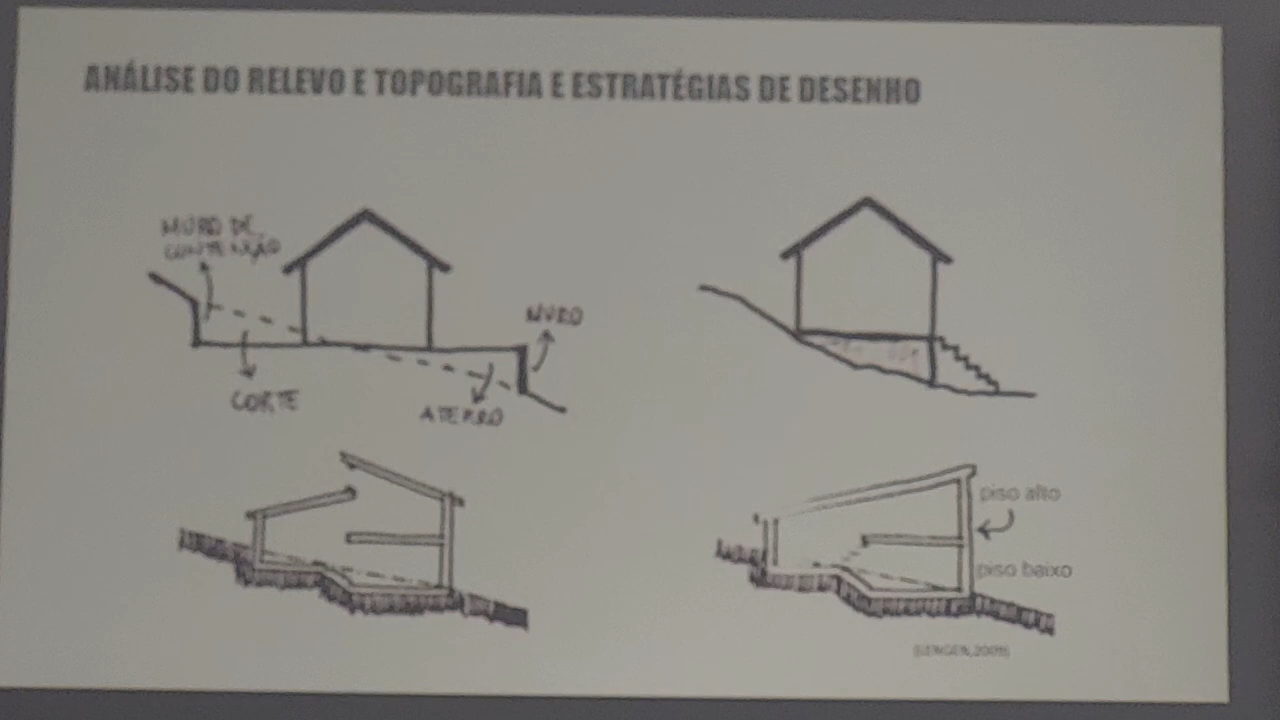 ANÁLISE DO RELEVO E TOPOGRAFIA E ESTRATÉGIAS DE DESENHO
MURO DE
CONTENÇÃO
MURO
CORTE
ATERRO
piso alto
piso baixo